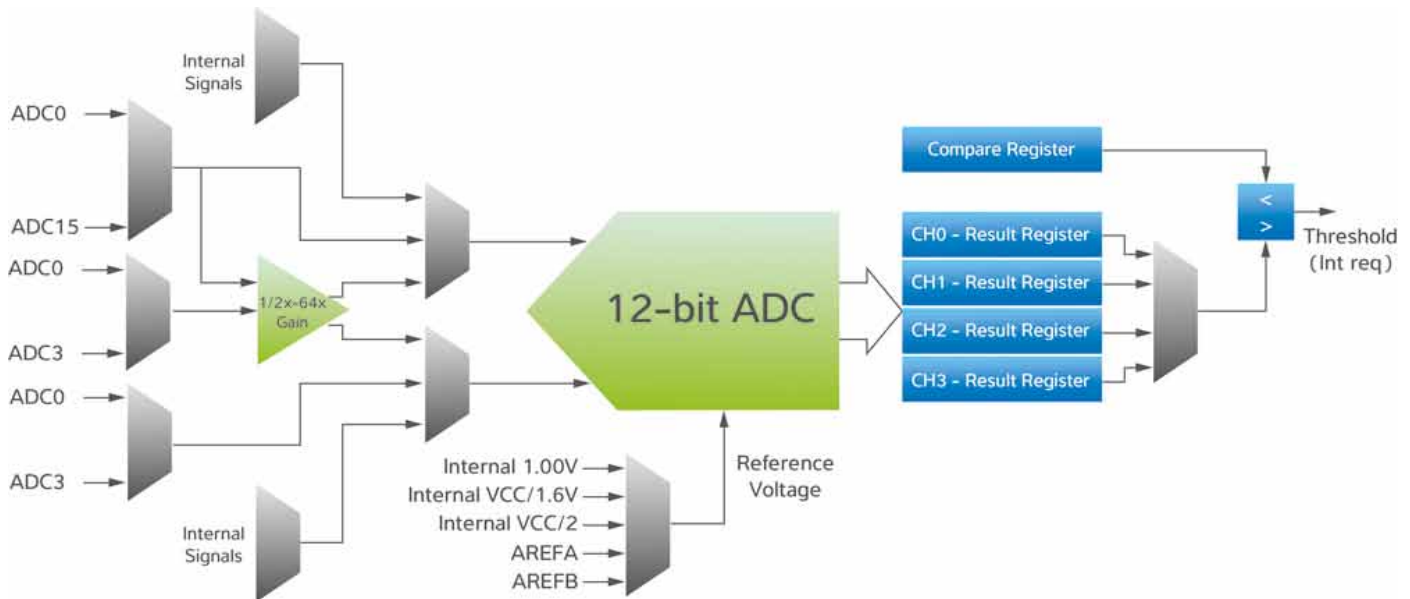 Internal
Signals
ADC0
ADC15
ADC0
ADC3
ADC0
ADC3
1/2x-64x
Gain
Internal
Signals
12-bit ADC
Internal 1.00V
Internal VCC/1.6V
Internal VCC/2
AREFA
AREFB
Reference
Voltage
Compare Register
CH0 - Result Register
CH1 - Result Register
CH2 - Result Register
CH3 - Result Register
<
>
Threshold
(Int req)